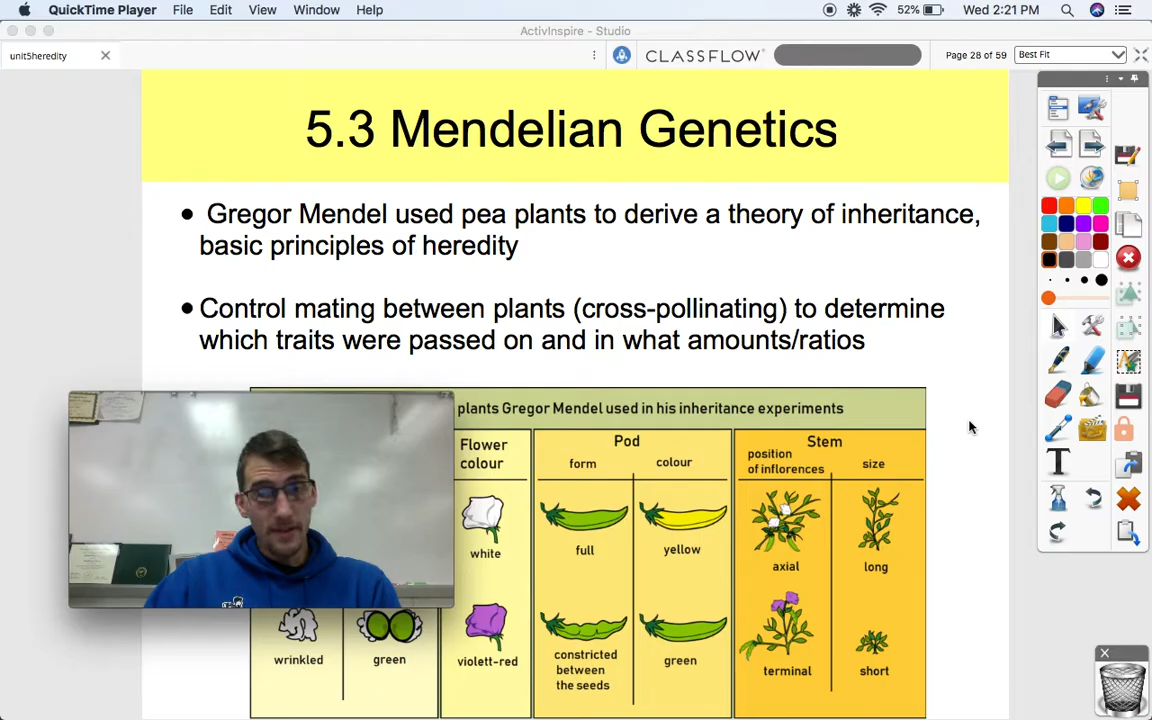 QuickTime Player File Edit View Window Help 52% Wed 2:21 PM
ActivInspire - Studio
unit5heredity CLASSFLOW Page 28 of 59 Best Fit
5.3 Mendelian Genetics
• Gregor Mendel used pea plants to derive a theory of inheritance,
basic principles of heredity
• Control mating between plants (cross-pollinating) to determine
which traits were passed on and in what amounts/ratios
plants Gregor Mendel used in his inheritance experiments
Flower
colour
Pod
form colour
Stem
position
of inflorences
size
white full yellow axial long
wrinkled green violett-red
constricted
between
the seeds
green terminal short